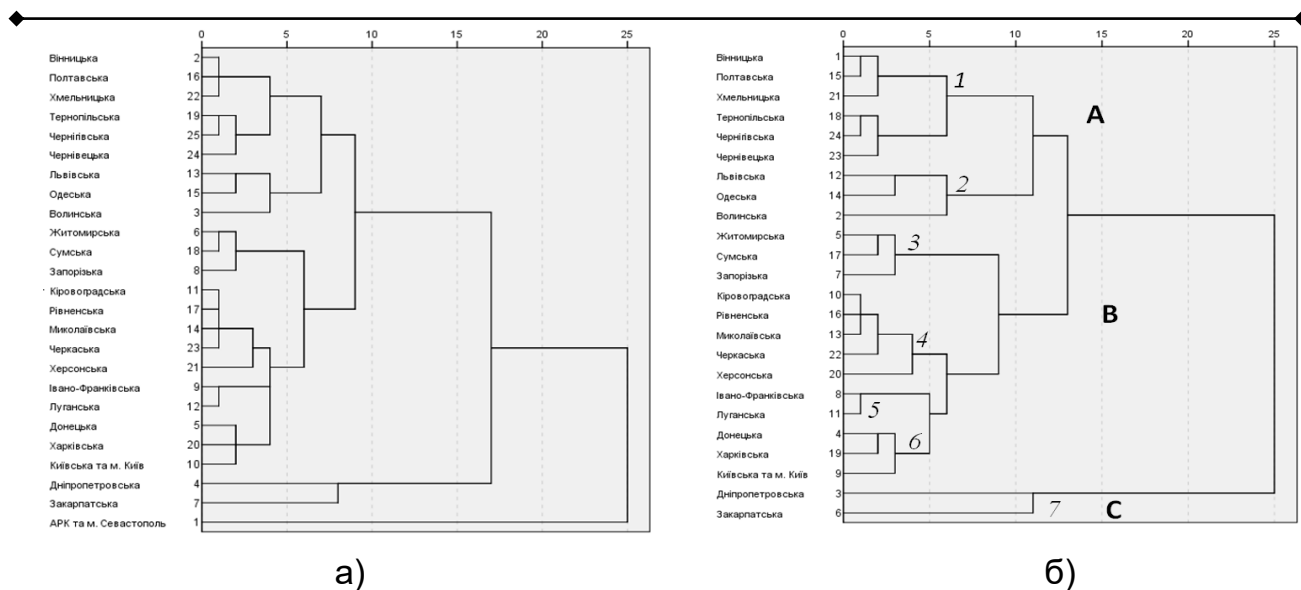 0 5 10 15 20 25
Вінницька 2
Полтавська 16
Хмельницька 22
Тернопільська 19
Чернігівська 25
Чернівецька 24
Львівська 13
Одеська 15
Волинська 3
Житомирська 6
Сумська 18
Запорізька 8
Кіровоградська 11
Рівненська 17
Миколаївська 14
Черкаська 23
Херсонська 21
Івано-Франківська 9
Луганська 12
Донецька 5
Харківська 20
Київська та м. Київ 10
Дніпропетровська 4
Закарпатська 7
АРК та м. Севастополь 1
а)
0 5 10 15 20 25
Вінницька 1
Полтавська 15
Хмельницька 21
Тернопільська 18
Чернігівська 24
Чернівецька 23
Львівська 12
Одеська 14
Волинська 2
Житомирська 5
Сумська 17
Запорізька 7
Кіровоградська 10
Рівненська 16
Миколаївська 13
Черкаська 22
Херсонська 20
Івано-Франківська 8
Луганська 11
Донецька 4
Харківська 19
Київська та м. Київ 9
Дніпропетровська 3
Закарпатська 6
1
A
2
3
B
4
5
6
7
C
б)